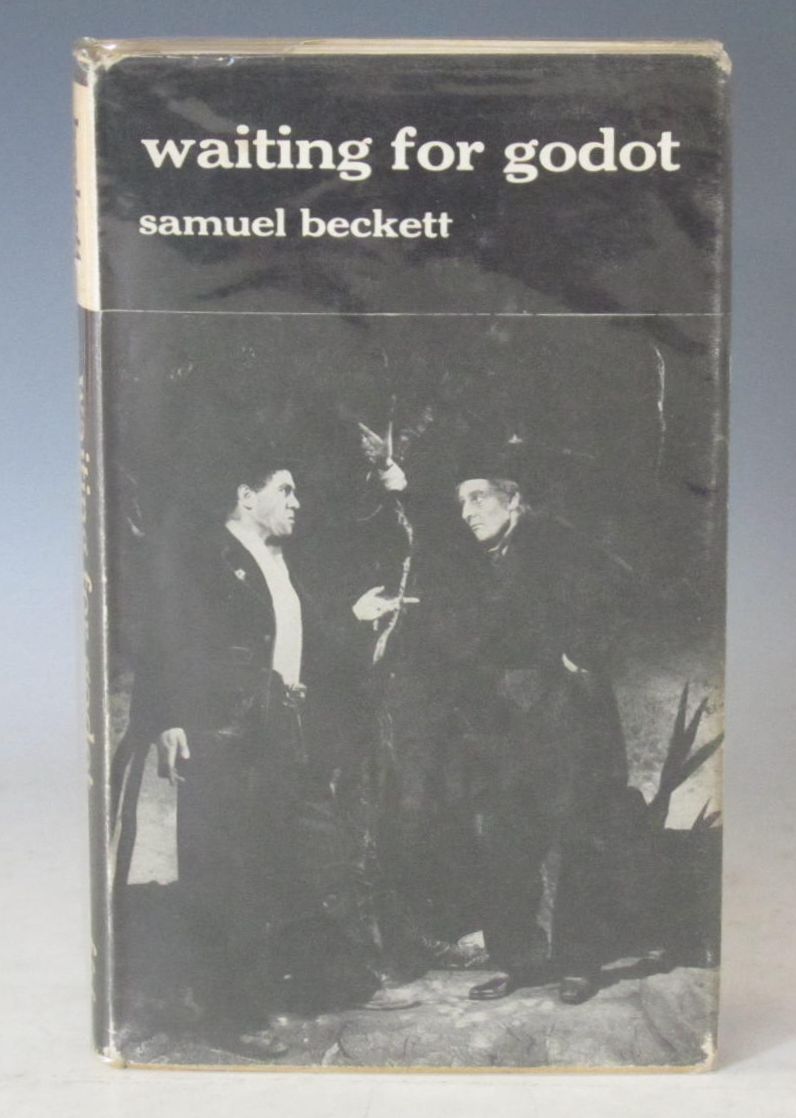 waiting for godot
samuel beckett